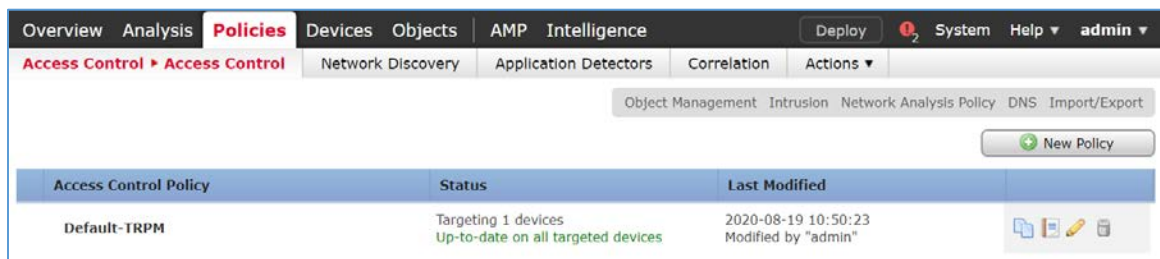 Overview Analysis Policies Devices Objects AMP Intelligence Deploy 2 System Help ▾ admin ▾
Access Control ▸ Access Control Network Discovery Application Detectors Correlation Actions ▾
Object Management Intrusion Network Analysis Policy DNS Import/Export
New Policy
Access Control Policy Status Last Modified
Default-TRPM Targeting 1 devices 2020-08-19 10:50:23
Up-to-date on all targeted devices Modified by "admin"